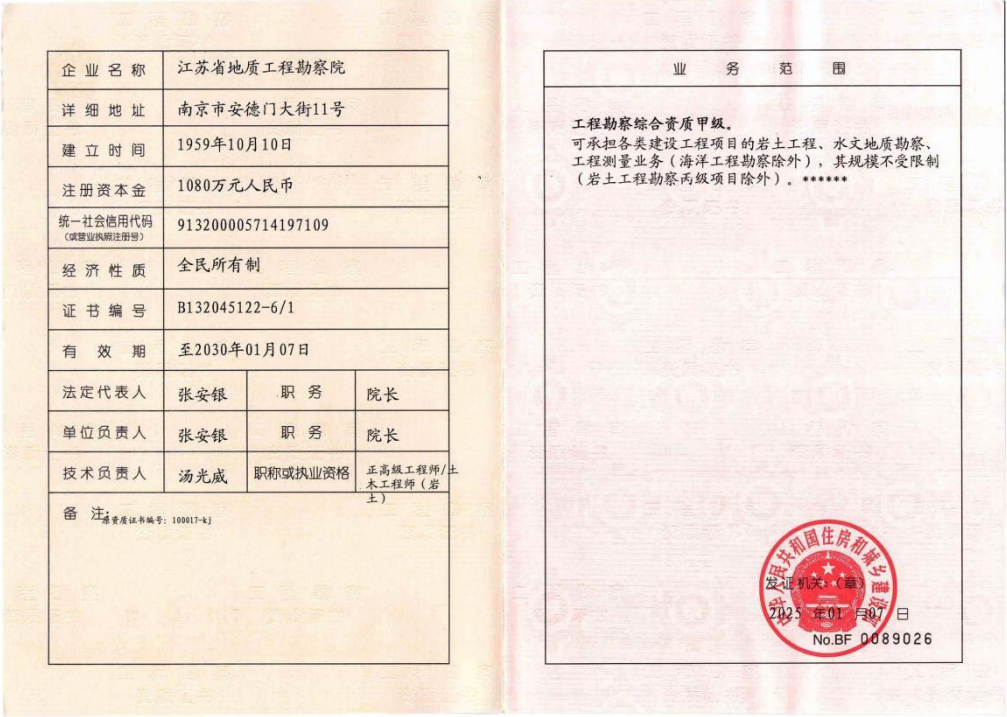 企业名称 江苏省地质工程勘察院
详细地址 南京市安德门大街11号
建立时间 1959年10月10日
注册资本金 1080万元人民币
统一社会信用代码
(或营业执照注册号)
913200005714197109
经济性质 全民所有制
证书编号 B132045122-6/1
有效期 至2030年01月07日
法定代表人 张安银 职务 院长
单位负责人 张安银 职务 院长
技术负责人 汤光威 职称或执业资格 正高级工程师/土
木工程师（岩
土）
备注:原资质证书编号：100017-kj
业务范围
工程勘察综合资质甲级。
可承担各类建设工程项目的岩土工程、水文地质勘察、
工程测量业务（海洋工程勘察除外），其规模不受限制
（岩土工程勘察丙级项目除外）。******
中华人民共和国住房和城乡建设部
发证机关：（章）
2025 年01 月07 日
No.BF 0089026